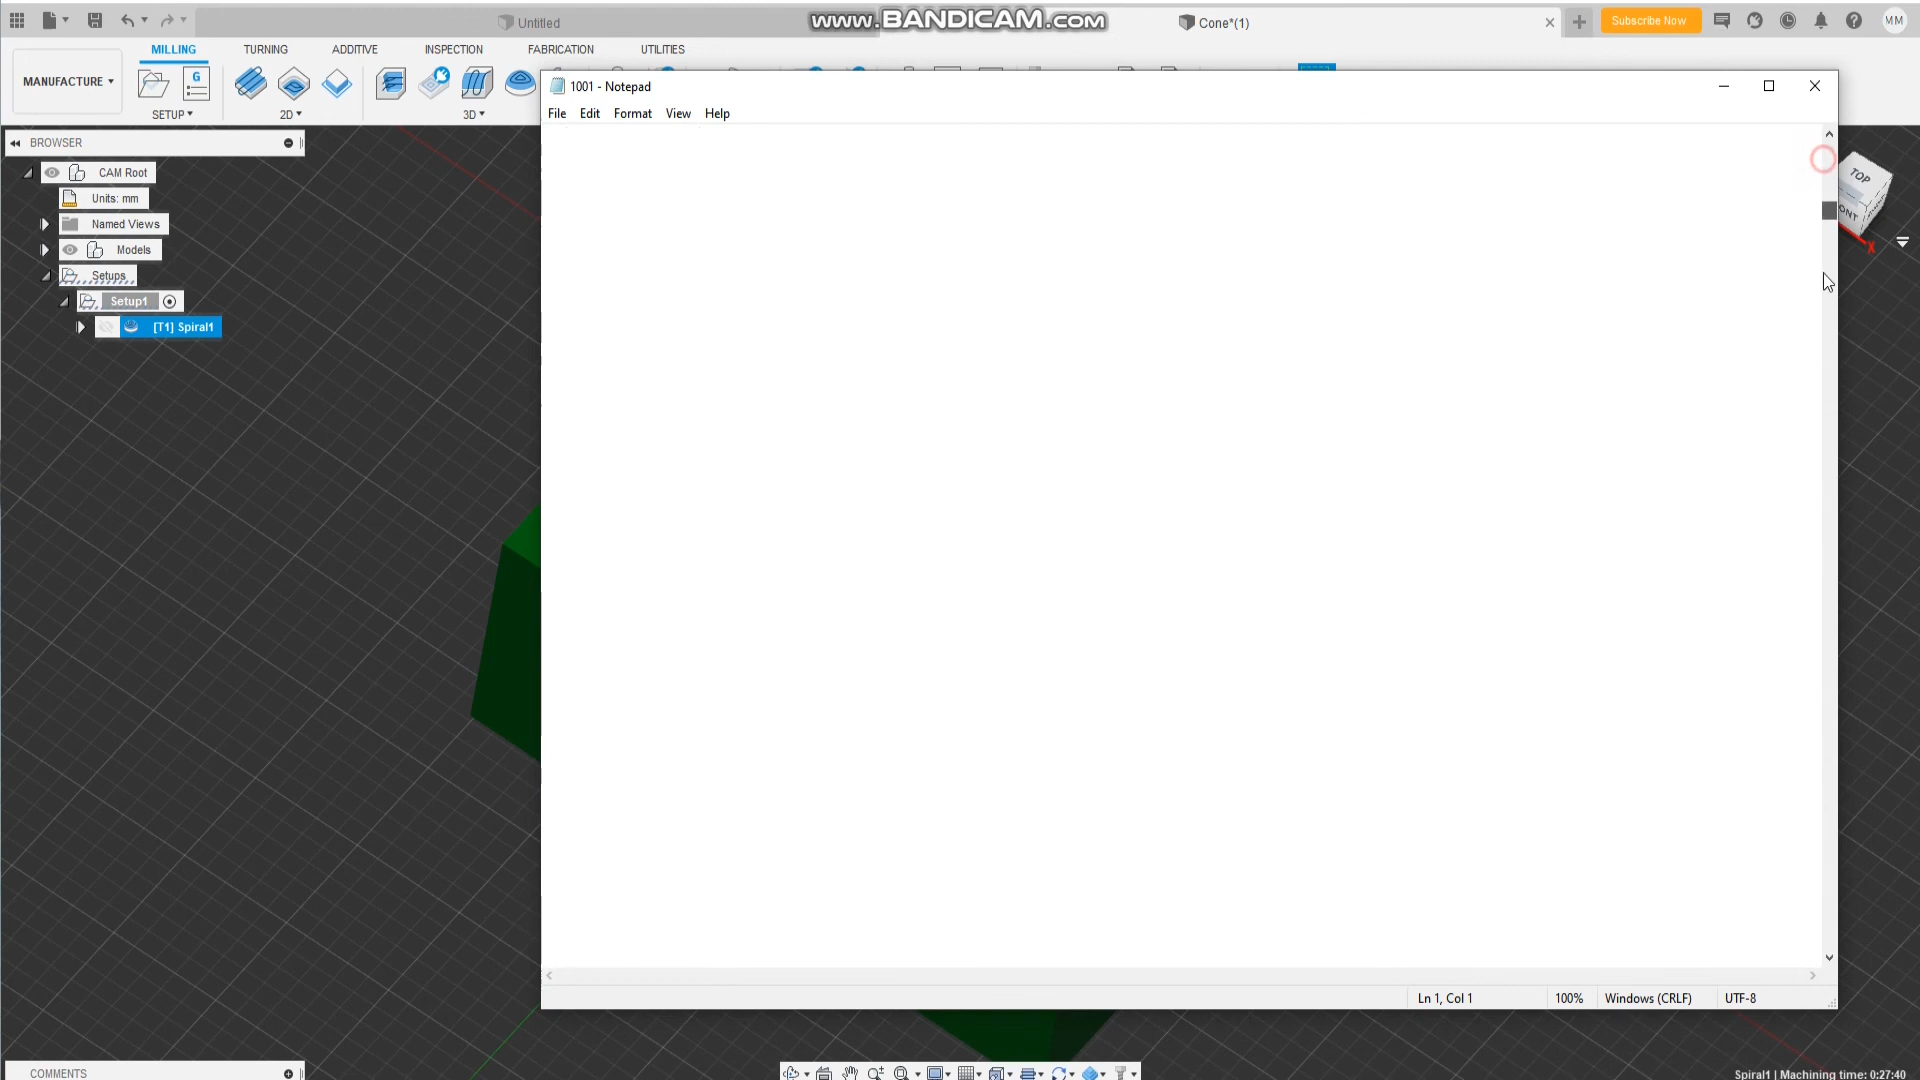 Untitled
www.BANDICAM.com
Cone*(1)
Subscribe Now
MM
MILLING
TURNING
ADDITIVE
INSPECTION
FABRICATION
UTILITIES
MANUFACTURE
G
SETUP
2D
3D
1001 - Notepad
File
Edit
Format
View
Help
BROWSER
CAM Root
Units: mm
Named Views
Models
Setups
Setup1
[T1] Spiral1
TOP
ONT
X
Ln 1, Col 1
100%
Windows (CRLF)
UTF-8
COMMENTS
Spiral1 | Machining time: 0:27:40